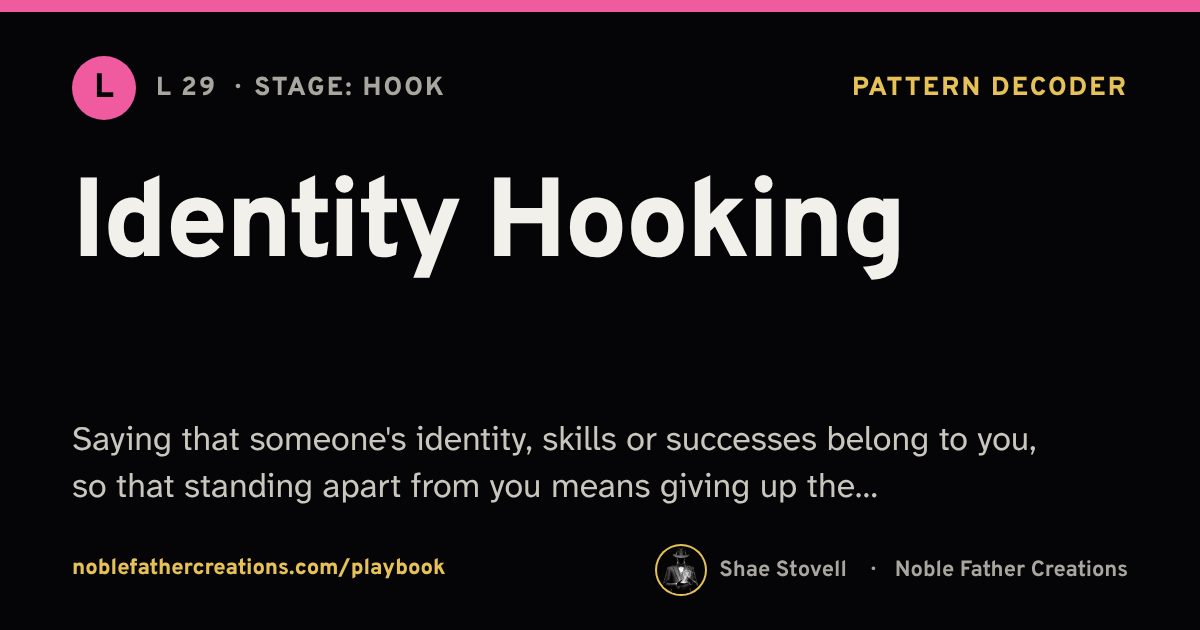 L
L 29 · STAGE: HOOK
PATTERN DECODER
Identity Hooking
Saying that someone's identity, skills or successes belong to you,
so that standing apart from you means giving up the...
noblefathercreations.com/playbook
Shae Stovell · Noble Father Creations